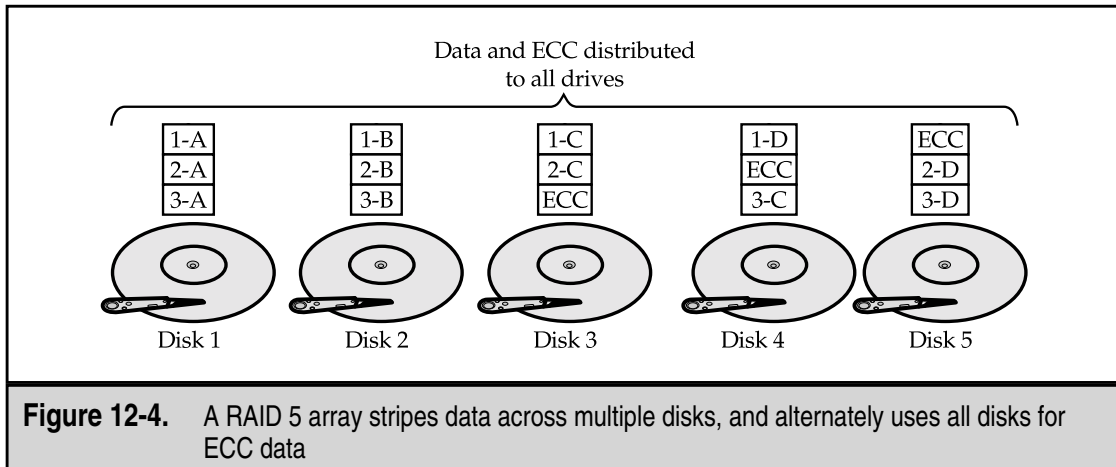 Data and ECC distributed
to all drives
1-A 1-B 1-C 1-D ECC
2-A 2-B 2-C ECC 2-D
3-A 3-B ECC 3-C 3-D
Disk 1 Disk 2 Disk 3 Disk 4 Disk 5
Figure 12-4. A RAID 5 array stripes data across multiple disks, and alternately uses all disks for
ECC data